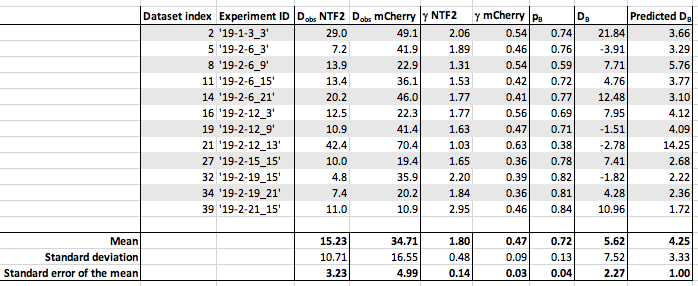 Dataset index Experiment ID Dobs NTF2 Dobs mCherry γ NTF2 γ mCherry pB DB Predicted DB
2 '19-1-3_3' 29.0 49.1 2.06 0.54 0.74 21.84 3.66
5 '19-2-6_3' 7.2 41.9 1.89 0.46 0.76 -3.91 3.29
8 '19-2-6_9' 13.9 22.9 1.31 0.54 0.59 7.71 5.76
11 '19-2-6_15' 13.4 36.1 1.53 0.42 0.72 4.76 3.77
14 '19-2-6_21' 20.2 46.0 1.77 0.41 0.77 12.48 3.10
16 '19-2-12_3' 12.5 22.3 1.77 0.56 0.69 7.95 4.12
19 '19-2-12_9' 10.9 41.4 1.63 0.47 0.71 -1.51 4.09
21 '19-2-12_13' 42.4 70.4 1.03 0.63 0.38 -2.78 14.25
27 '19-2-15_15' 10.0 19.4 1.65 0.36 0.78 7.41 2.68
32 '19-2-19_15' 4.8 35.9 2.20 0.39 0.82 -1.82 2.22
34 '19-2-19_21' 7.4 20.2 1.84 0.36 0.81 4.28 2.36
39 '19-2-21_15' 11.0 10.9 2.95 0.46 0.84 10.96 1.72
Mean 15.23 34.71 1.80 0.47 0.72 5.62 4.25
Standard deviation 10.71 16.55 0.48 0.09 0.13 7.52 3.33
Standard error of the mean 3.23 4.99 0.14 0.03 0.04 2.27 1.00